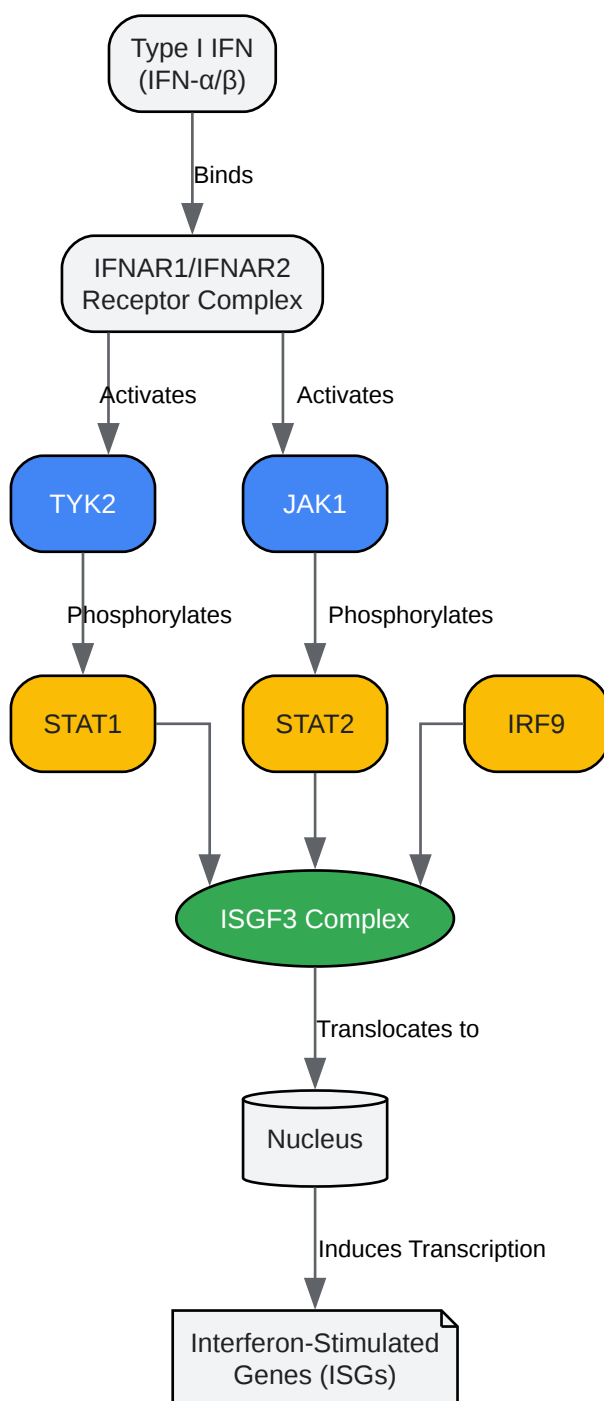 Type I IFN
(IFN-α/β)
Binds
IFNAR1/IFNAR2
Receptor Complex
Activates
Activates
TYK2
JAK1
Phosphorylates
Phosphorylates
STAT1
STAT2
IRF9
ISGF3 Complex
Translocates to
Nucleus
Induces Transcription
Interferon-Stimulated
Genes (ISGs)